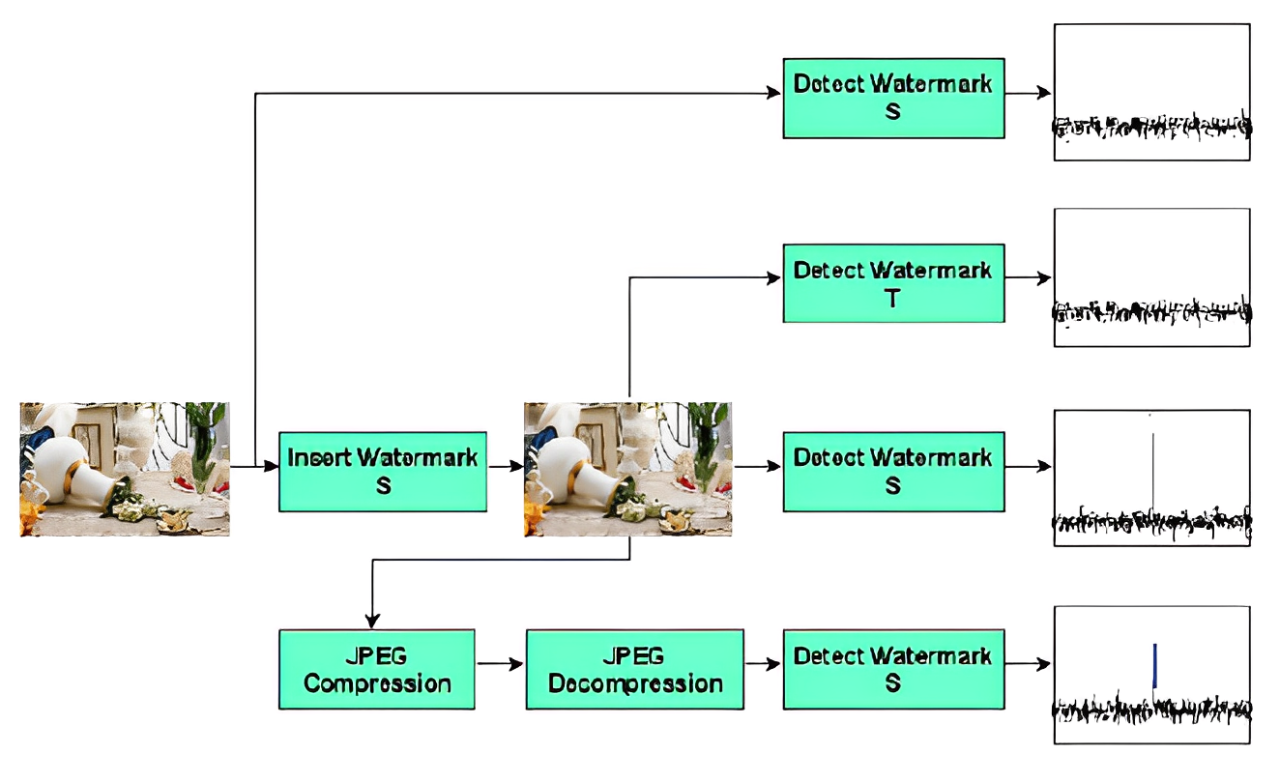 Detect Watermark
S
Detect Watermark
T
Insert Watermark
S
Detect Watermark
S
JPEG
Compression
JPEG
Decompression
Detect Watermark
S